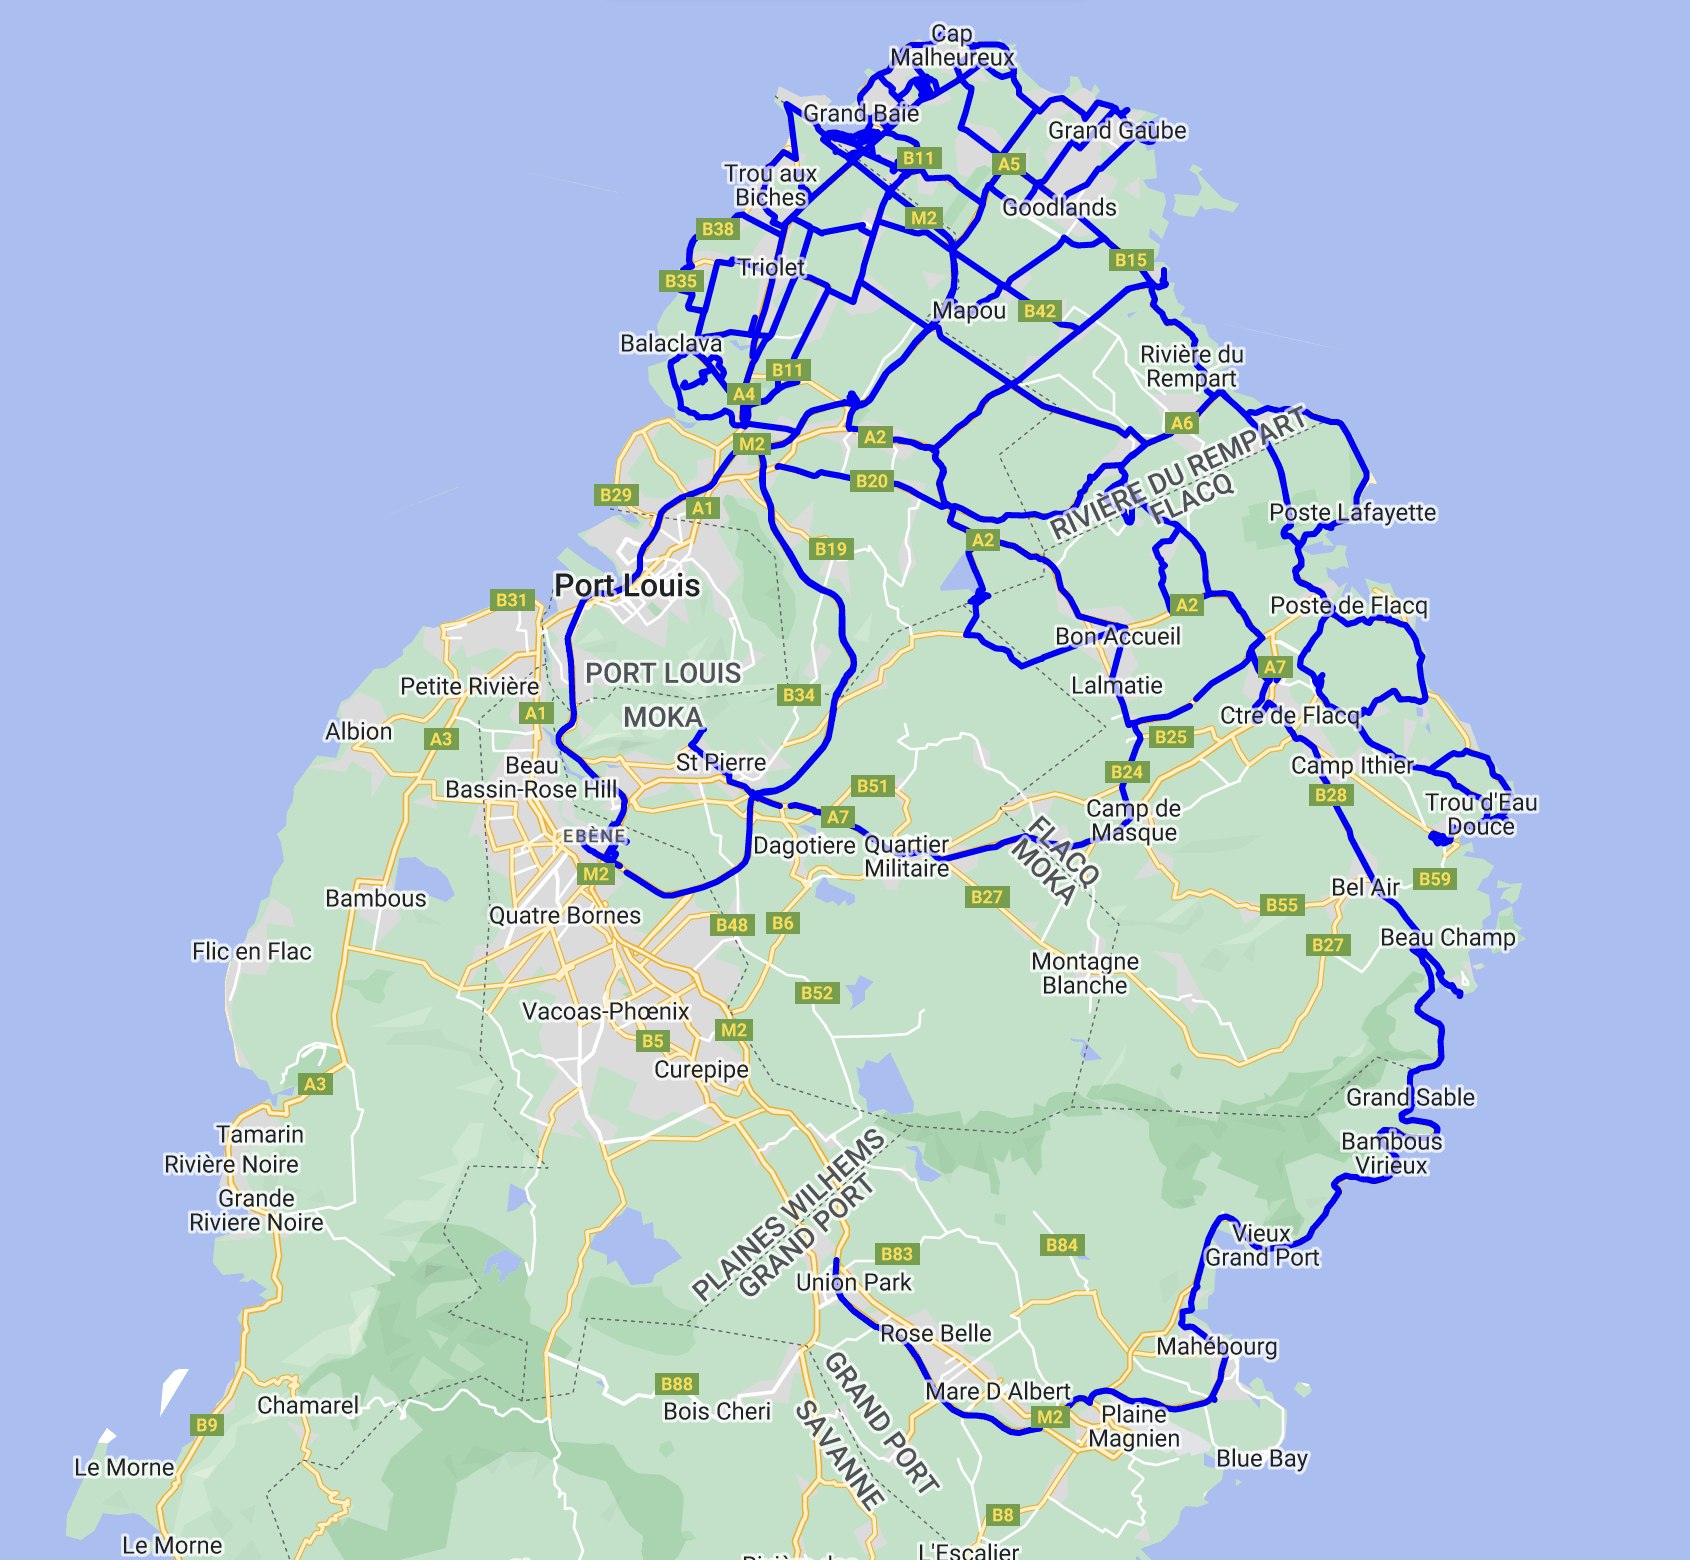 Cap
Malheureux
Grand Baie
Grand Gaube
B11
A5
Trou aux
Biches
Goodlands
M2
B38
B15
Triolet
B35
Mapou
B42
Balaclava
Rivière du
Rempart
B11
A4
A6
M2
A2
RIVIÈRE DU REMPART
FLACQ
B20
B29
A1
Poste Lafayette
A2
B19
Port Louis
B31
A2
Poste de Flacq
Bon Accueil
PORT LOUIS
A7
Petite Rivière
Lalmatie
B34
A1
MOKA
Ctre de Flacq
Albion
A3
B25
St Pierre
Beau
Bassin-Rose Hill
Camp Ithier
B24
B51
B28
Trou d'Eau
Douce
Camp de
Masque
A7
EBÈNE
Dagotiere
Quartier
Militaire
FLACQ
MOKA
M2
B59
Bel Air
Bambous
B27
B55
Quatre Bornes
B48
B6
Beau Champ
B27
Flic en Flac
Montagne
Blanche
B52
Vacoas-Phœnix
M2
B5
Curepipe
A3
Grand Sable
Tamarin
Bambous
Virieux
Rivière Noire
Grande
Riviere Noire
PLAINES WILHEMS
GRAND PORT
Vieux
Grand Port
B84
B83
Union Park
Rose Belle
Mahébourg
B88
GRAND PORT
SAVANNE
Mare D Albert
Chamarel
Bois Cheri
M2
Plaine
Magnien
B9
Blue Bay
Le Morne
B8
Le Morne
L'Escalier